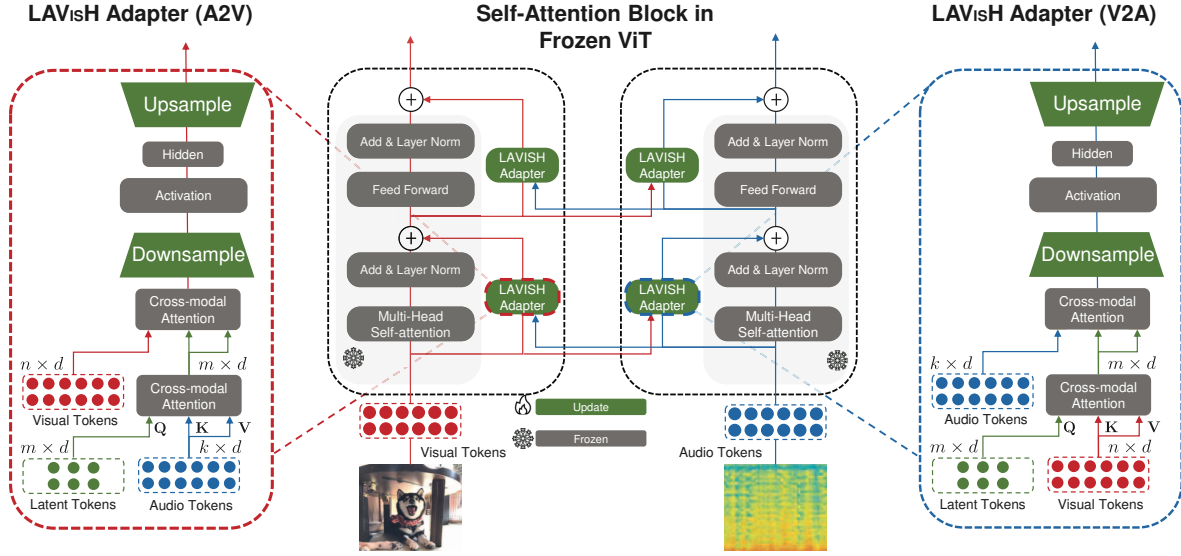 LAVISH Adapter (A2V)
Upsample
Hidden
Activation
Downsample
Cross-modal
Attention
n × d
m × d
Visual Tokens
Cross-modal
Attention
Q
K
V
m × d
k × d
Latent Tokens
Audio Tokens
Self-Attention Block in
Frozen ViT
+
Add & Layer Norm
Feed Forward
LAVISH
Adapter
+
Add & Layer Norm
Multi-Head
Self-attention
LAVISH
Adapter
Visual Tokens
+
Add & Layer Norm
Feed Forward
LAVISH
Adapter
+
Add & Layer Norm
Multi-Head
Self-attention
LAVISH
Adapter
Audio Tokens
Update
Frozen
LAVISH Adapter (V2A)
Upsample
Hidden
Activation
Downsample
Cross-modal
Attention
k × d
m × d
Audio Tokens
Cross-modal
Attention
Q
K
V
m × d
n × d
Latent Tokens
Visual Tokens